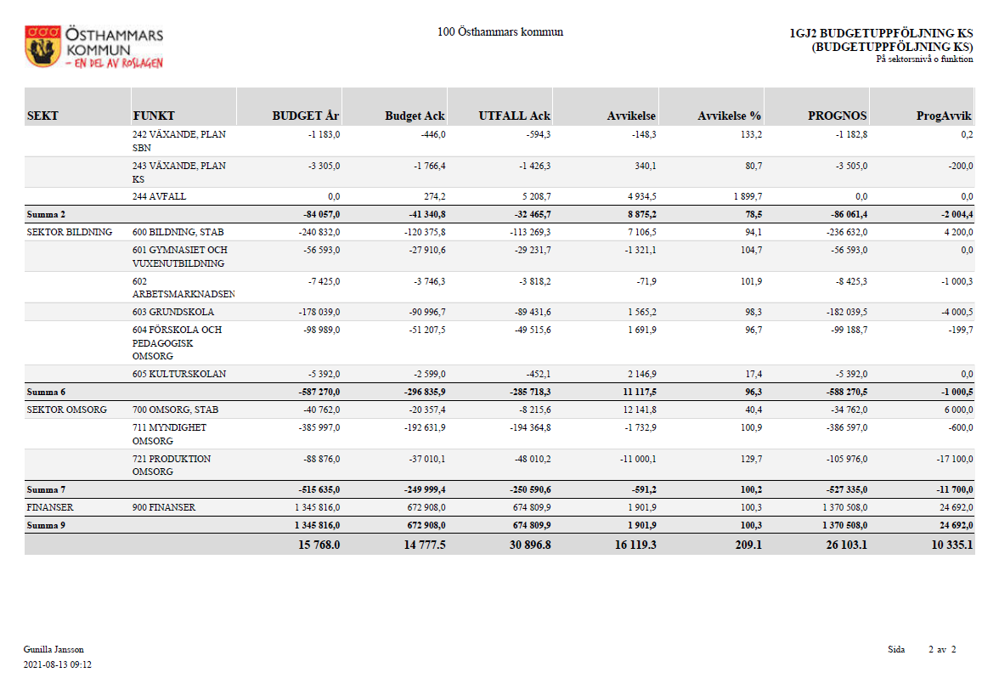 ÖSTHAMMARS
KOMMUN
– EN DEL AV ROSLAGEN
100 Östhammars kommun
1GJ2 BUDGETUPPFÖLJNING KS
(BUDGETUPPFÖLJNING KS)
På sektorsnivå o funktion
SEKT FUNKT BUDGET År Budget Ack UTFALL Ack Avvikelse Avvikelse % PROGNOS ProgAvvik
242 VÄXANDE, PLAN -1 183,0 -446,0 -594,3 -148,3 133,2 -1 182,8 0,2
SBN
243 VÄXANDE, PLAN -3 305,0 -1 766,4 -1 426,3 340,1 80,7 -3 505,0 -200,0
KS
244 AVFALL 0,0 274,2 5 208,7 4 934,5 1 899,7 0,0 0,0
Summa 2 -84 057,0 -41 340,8 -32 465,7 8 875,2 78,5 -86 061,4 -2 004,4
SEKTOR BILDNING 600 BILDNING, STAB -240 832,0 -120 375,8 -113 269,3 7 106,5 94,1 -236 632,0 4 200,0
601 GYMNASIET OCH -56 593,0 -27 910,6 -29 231,7 -1 321,1 104,7 -56 593,0 0,0
VUXENUTBILDNING
602 -7 425,0 -3 746,3 -3 818,2 -71,9 101,9 -8 425,3 -1 000,3
ARBETSMARKNADSEN
603 GRUNDSKOLA -178 039,0 -90 996,7 -89 431,6 1 565,2 98,3 -182 039,5 -4 000,5
604 FÖRSKOLA OCH -98 989,0 -51 207,5 -49 515,6 1 691,9 96,7 -99 188,7 -199,7
PEDAGOGISK
OMSORG
605 KULTURSKOLAN -5 392,0 -2 599,0 -452,1 2 146,9 17,4 -5 392,0 0,0
Summa 6 -587 270,0 -296 835,9 -285 718,3 11 117,5 96,3 -588 270,5 -1 000,5
SEKTOR OMSORG 700 OMSORG, STAB -40 762,0 -20 357,4 -8 215,6 12 141,8 40,4 -34 762,0 6 000,0
711 MYNDIGHET -385 997,0 -192 631,9 -194 364,8 -1 732,9 100,9 -386 597,0 -600,0
OMSORG
721 PRODUKTION -88 876,0 -37 010,1 -48 010,2 -11 000,1 129,7 -105 976,0 -17 100,0
OMSORG
Summa 7 -515 635,0 -249 999,4 -250 590,6 -591,2 100,2 -527 335,0 -11 700,0
FINANSER 900 FINANSER 1 345 816,0 672 908,0 674 809,9 1 901,9 100,3 1 370 508,0 24 692,0
Summa 9 1 345 816,0 672 908,0 674 809,9 1 901,9 100,3 1 370 508,0 24 692,0
15 768.0 14 777.5 30 896.8 16 119.3 209.1 26 103.1 10 335.1
Gunilla Jansson
2021-08-13 09:12
Sida 2 av 2